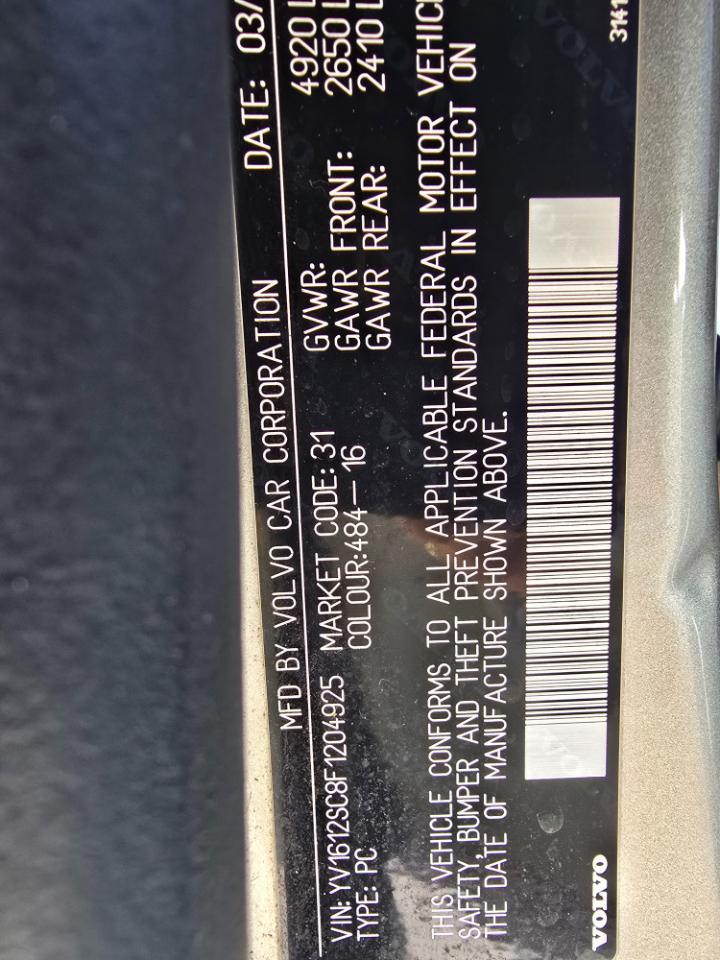 MFD BY VOLVO CAR CORPORATION DATE: 03/
VIN: YV1612SC8F1204925 MARKET CODE: 31 GVWR: 4920 L
TYPE: PC COLOUR: 484-16 GAWR FRONT: 2650 L
GAWR REAR: 2410 L
THIS VEHICLE CONFORMS TO ALL APPLICABLE FEDERAL MOTOR VEHIC
SAFETY, BUMPER AND THEFT PREVENTION STANDARDS IN EFFECT ON
THE DATE OF MANUFACTURE SHOWN ABOVE.
VOLVO 3141